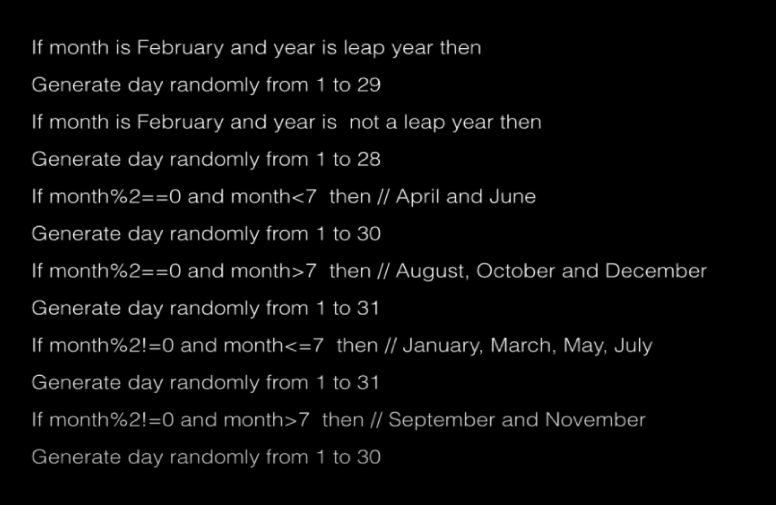 If month is February and year is leap year then
Generate day randomly from 1 to 29
If month is February and year is  not a leap year then
Generate day randomly from 1 to 28
If month%2==0 and month<7  then // April and June
Generate day randomly from 1 to 30
If month%2==0 and month>7  then // August, October and December
Generate day randomly from 1 to 31
If month%2!=0 and month<=7  then // January, March, May, July
Generate day randomly from 1 to 31
If month%2!=0 and month>7  then // September and November
Generate day randomly from 1 to 30